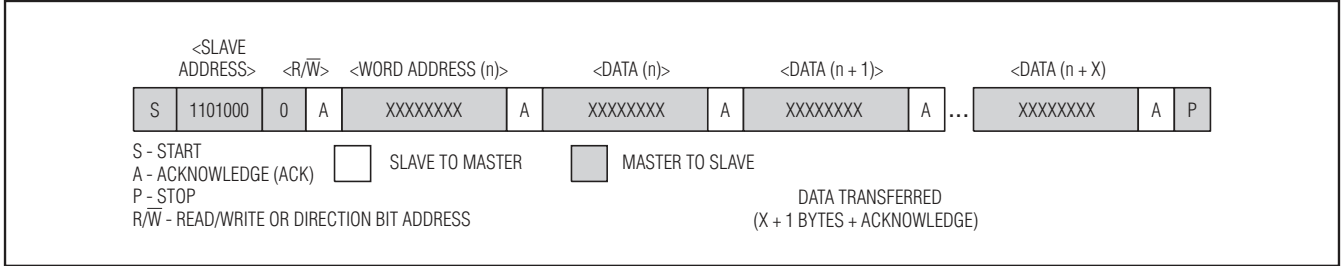 <SLAVE
ADDRESS> <R/W̅> <WORD ADDRESS (n)> <DATA (n)> <DATA (n + 1)> <DATA (n + X)
S 1101000 0 A XXXXXXXX A XXXXXXXX A XXXXXXXX A ... XXXXXXXX A P
S - START
A - ACKNOWLEDGE (ACK) SLAVE TO MASTER MASTER TO SLAVE
P - STOP DATA TRANSFERRED
R/W̅ - READ/WRITE OR DIRECTION BIT ADDRESS (X + 1 BYTES + ACKNOWLEDGE)